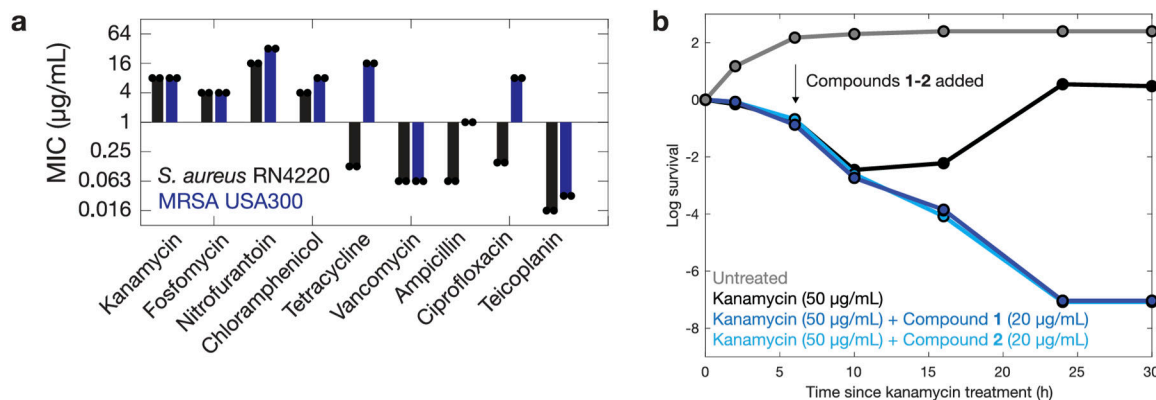 a
MIC (µg/mL)
64
16
4
1
0.25
0.063
0.016
S. aureus RN4220
MRSA USA300
Kanamycin
Fosfomycin
Nitrofurantoin
Chloramphenicol
Tetracycline
Vancomycin
Ampicillin
Ciprofloxacin
Teicoplanin
b
Log survival
2
0
-2
-4
-6
-8
Compounds 1-2 added
Untreated
Kanamycin (50 µg/mL)
Kanamycin (50 µg/mL) + Compound 1 (20 µg/mL)
Kanamycin (50 µg/mL) + Compound 2 (20 µg/mL)
0 5 10 15 20 25 30
Time since kanamycin treatment (h)